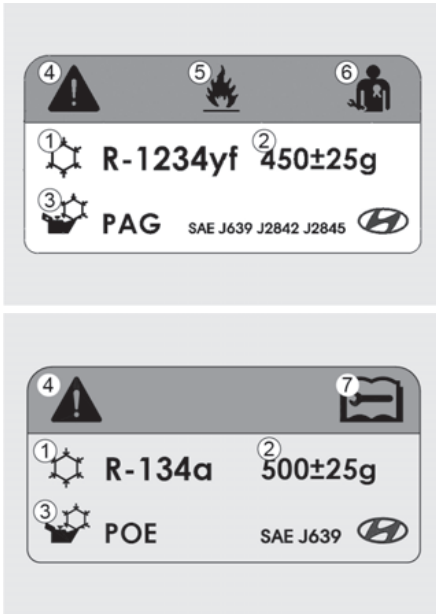 ④ ⑤ ⑥
① R-1234yf ② 450±25g
③ PAG SAE J639 J2842 J2845
④ ⑦
① R-134a ② 500±25g
③ POE SAE J639